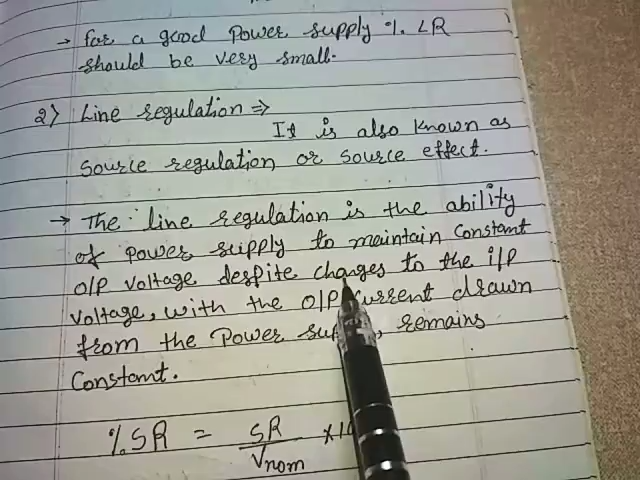 → for a good power supply % LR
should be very small.
2) Line regulation ⇒
It is also known as
source regulation or source effect.
→ The line regulation is the ability
of power supply to maintain constant
o/p voltage despite changes to the i/p
voltage, with the o/p current drawn
from the power remains
constant.
%SR = SR / Vnom ×